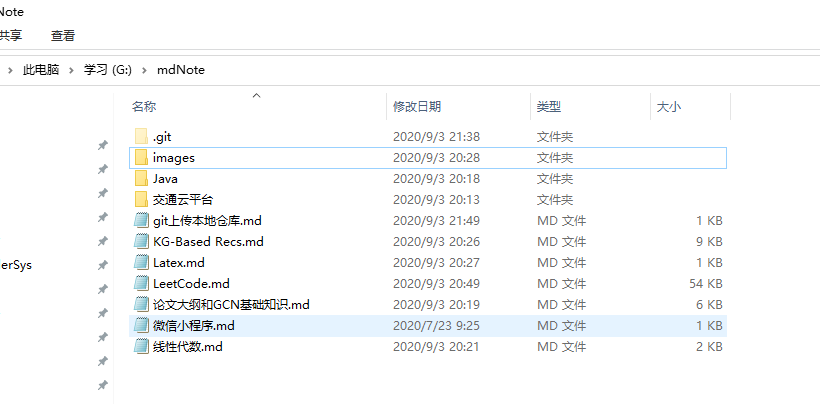 Note
共享 查看
此电脑 学习 (G:) mdNote
名称 修改日期 类型 大小
.git 2020/9/3 21:38 文件夹
images 2020/9/3 20:28 文件夹
Java 2020/9/3 20:18 文件夹
交通云平台 2020/9/3 20:13 文件夹
git上传本地仓库.md 2020/9/3 21:49 MD 文件 1 KB
KG-Based Recs.md 2020/9/3 20:26 MD 文件 9 KB
Latex.md 2020/9/3 20:27 MD 文件 1 KB
erSys
LeetCode.md 2020/9/3 20:49 MD 文件 54 KB
论文大纲和GCN基础知识.md 2020/9/3 20:19 MD 文件 6 KB
微信小程序.md 2020/7/23 9:25 MD 文件 1 KB
线性代数.md 2020/9/3 20:21 MD 文件 2 KB